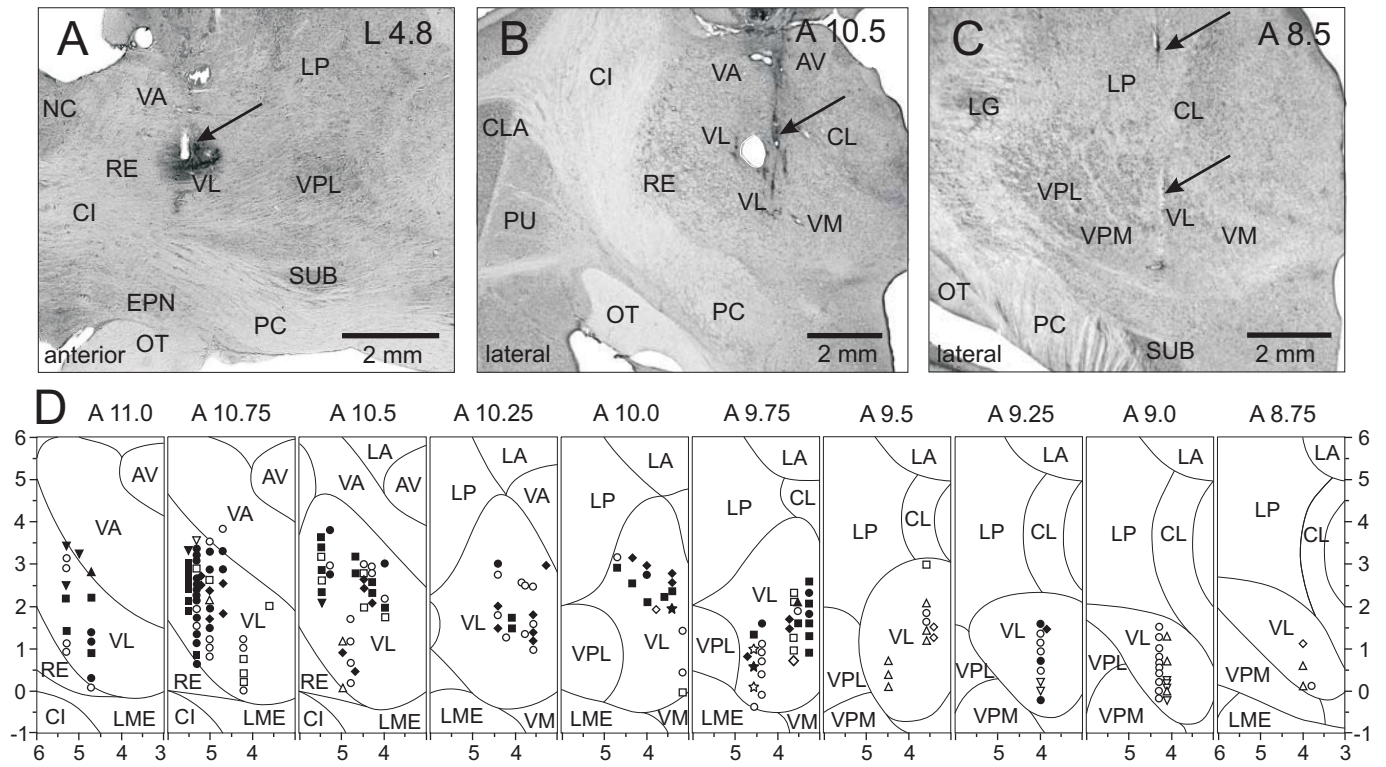 A L 4.8
LP
VA
NC
RE
VL
VPL
CI
SUB
EPN
PC
OT
anterior
2 mm
B A 10.5
VA AV
CI
CLA
VL CL
RE
VL
VM
PU
OT PC
lateral
2 mm
C A 8.5
LP
LG CL
VPL
VL
VPM VM
OT
PC
SUB
lateral
2 mm
D A 11.0 A 10.75 A 10.5 A 10.25 A 10.0 A 9.75 A 9.5 A 9.25 A 9.0 A 8.75
6
5
4
3
2
1
0
-1
AV
VA
VL
RE
CI LME
6 5 4 3
AV
VA
VL
RE
CI LME
5 4
LA
VA AV
VL
RE
CI LME
5 4
LA
LP VA
VL
LME VM
5 4
LA
LP
VL
VPL
VM
5 4
LA
LP CL
VL
VPL
LME VM
5 4
LA
LP CL
VL
VPL
VPM
5 4
LA
LP CL
VL
VPL
VPM
5 4
LA
LP CL
VL
VPL
VPM
5 4
LA
LP CL
VL
VPM
LME
6 5 4 3
6
5
4
3
2
1
0
-1